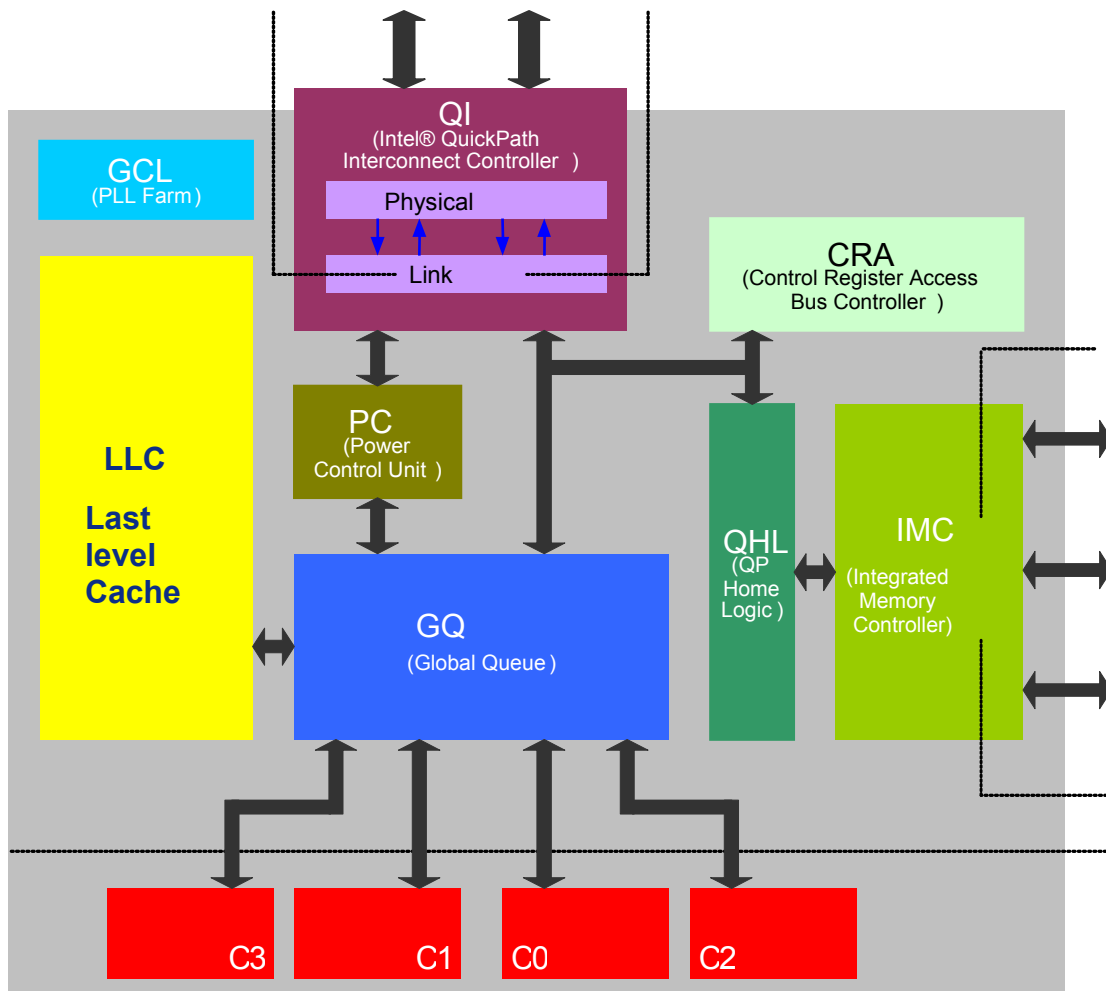 QI
(Intel® QuickPath
Interconnect Controller )
Physical
Link
GCL
(PLL Farm )
CRA
(Control Register Access
Bus Controller )
LLC
Last
level
Cache
PC
(Power
Control Unit )
QHL
(QP
Home
Logic )
IMC
(Integrated
Memory
Controller)
GQ
(Global Queue )
C3
C1
C0
C2